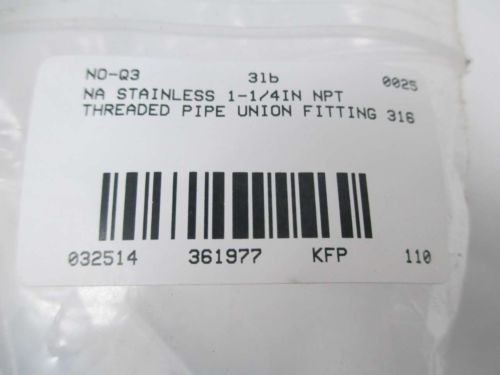 NO-Q3 31b 0025
NA STAINLESS 1-1/4IN NPT
THREADED PIPE UNION FITTING 316
032514 361977 KFP 110